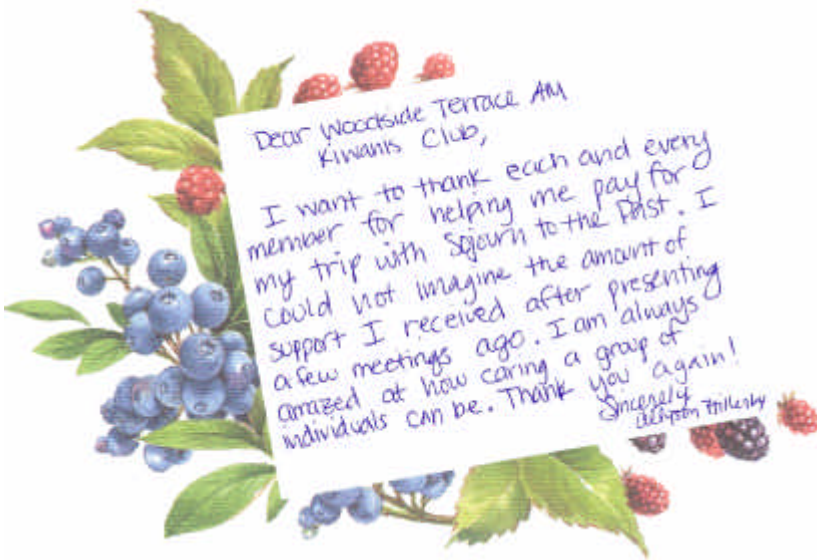 Dear Woodside Terrace AM
Kiwanis Club,
I want to thank each and every
member for helping me pay for
my trip with Sojourn to the Past. I
could not imagine the amount of
support I received after presenting
a few meetings ago. I am always
amazed at how caring a group of
individuals can be. Thank you again!
Sincerely